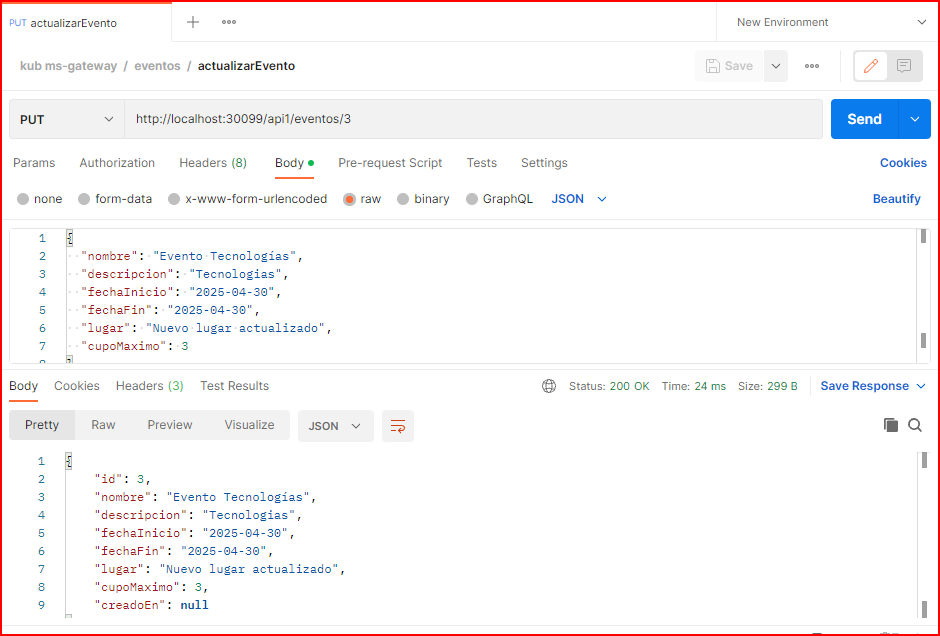 PUT actualizarEvento
New Environment
kub ms-gateway / eventos / actualizarEvento
Save
PUT http://localhost:30099/api1/eventos/3 Send
Params Authorization Headers (8) Body Pre-request Script Tests Settings Cookies
none form-data x-www-form-urlencoded raw binary GraphQL JSON Beautify
1 {
2 "nombre": "Evento Tecnologías",
3 "descripcion": "Tecnologias",
4 "fechaInicio": "2025-04-30",
5 "fechaFin": "2025-04-30",
6 "lugar": "Nuevo lugar actualizado",
7 "cupoMaximo": 3
8 }
Body Cookies Headers (3) Test Results Status: 200 OK Time: 24 ms Size: 299 B Save Response
Pretty Raw Preview Visualize JSON
1 {
2 "id": 3,
3 "nombre": "Evento Tecnologías",
4 "descripcion": "Tecnologias",
5 "fechaInicio": "2025-04-30",
6 "fechaFin": "2025-04-30",
7 "lugar": "Nuevo lugar actualizado",
8 "cupoMaximo": 3,
9 "creadoEn": null